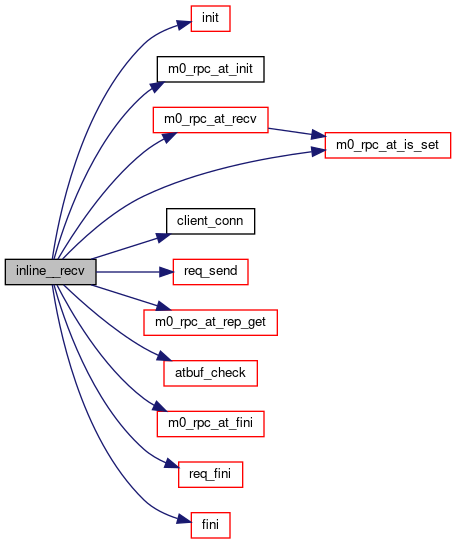 init
m0_rpc_at_init
m0_rpc_at_recv
m0_rpc_at_is_set
client_conn
inline__recv
req_send
m0_rpc_at_rep_get
atbuf_check
m0_rpc_at_fini
req_fini
fini